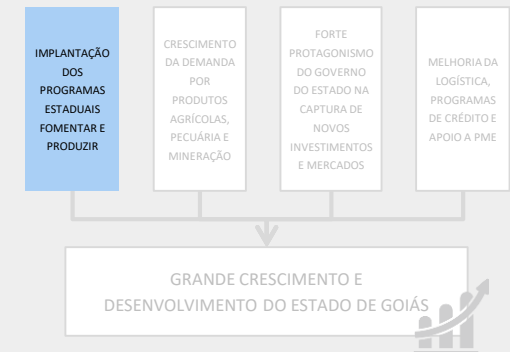 IMPLANTAÇÃO
DOS
PROGRAMAS
ESTADUAIS
FOMENTAR E
PRODUZIR
CRESCIMENTO
DA DEMANDA
POR
PRODUTOS
AGRÍCOLAS,
PECUÁRIA E
MINERAÇÃO
FORTE
PROTAGONISMO
DO GOVERNO
DO ESTADO NA
CAPTURA DE
NOVOS
INVESTIMENTOS
E MERCADOS
MELHORIA DA
LOGÍSTICA,
PROGRAMAS
DE CRÉDITO E
APOIO A PME
GRANDE CRESCIMENTO E
DESENVOLVIMENTO DO ESTADO DE GOIÁS